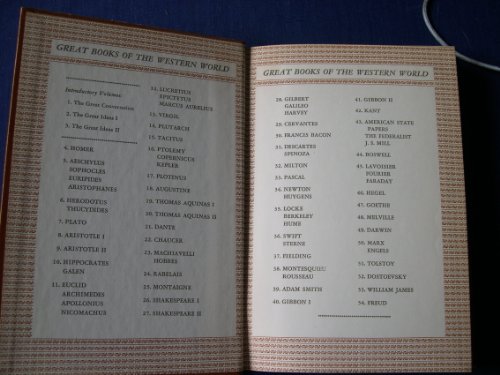 GREAT BOOKS OF THE WESTERN WORLD
Introductory Volumes:
1. The Great Conversation
2. The Great Ideas I
3. The Great Ideas II
4. HOMER
5. AESCHYLUS
SOPHOCLES
EURIPIDES
ARISTOPHANES
6. HERODOTUS
THUCYDIDES
7. PLATO
8. ARISTOTLE I
9. ARISTOTLE II
10. HIPPOCRATES
GALEN
11. EUCLID
ARCHIMEDES
APOLLONIUS
NICOMACHUS
12. LUCRETIUS
EPICTETUS
MARCUS AURELIUS
13. VIRGIL
14. PLUTARCH
15. TACITUS
16. PTOLEMY
COPERNICUS
KEPLER
17. PLOTINUS
18. AUGUSTINE
19. THOMAS AQUINAS I
20. THOMAS AQUINAS II
21. DANTE
22. CHAUCER
23. MACHIAVELLI
HOBBES
24. RABELAIS
25. MONTAIGNE
26. SHAKESPEARE I
27. SHAKESPEARE II
GREAT BOOKS OF THE WESTERN WORLD
28. GILBERT
GALILEO
HARVEY
29. CERVANTES
30. FRANCIS BACON
31. DESCARTES
SPINOZA
32. MILTON
33. PASCAL
34. NEWTON
HUYGENS
35. LOCKE
BERKELEY
HUME
36. SWIFT
STERNE
37. FIELDING
38. MONTESQUIEU
ROUSSEAU
39. ADAM SMITH
40. GIBBON I
41. GIBBON II
42. KANT
43. AMERICAN STATE
PAPERS
THE FEDERALIST
J. S. MILL
44. BOSWELL
45. LAVOISIER
FOURIER
FARADAY
46. HEGEL
47. GOETHE
48. MELVILLE
49. DARWIN
50. MARX
ENGELS
51. TOLSTOY
52. DOSTOEVSKY
53. WILLIAM JAMES
54. FREUD